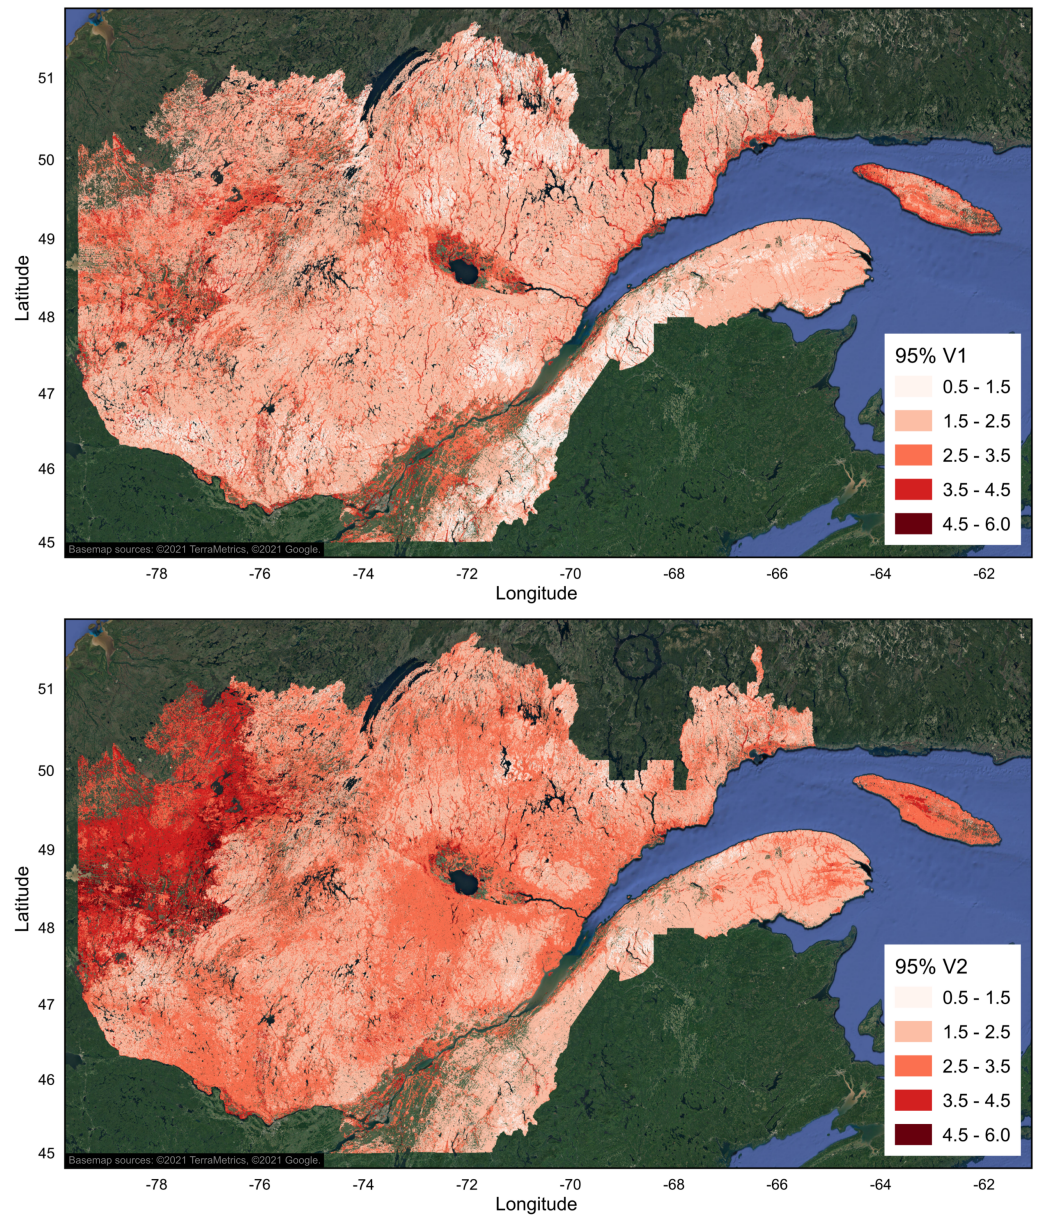 51
50
49
48
47
46
45
Latitude
95% V1
0.5 - 1.5
1.5 - 2.5
2.5 - 3.5
3.5 - 4.5
4.5 - 6.0
Basemap sources: ©2021 TerraMetrics, ©2021 Google.
-78 -76 -74 -72 -70 -68 -66 -64 -62
Longitude
51
50
49
48
47
46
45
Latitude
95% V2
0.5 - 1.5
1.5 - 2.5
2.5 - 3.5
3.5 - 4.5
4.5 - 6.0
Basemap sources: ©2021 TerraMetrics, ©2021 Google.
-78 -76 -74 -72 -70 -68 -66 -64 -62
Longitude